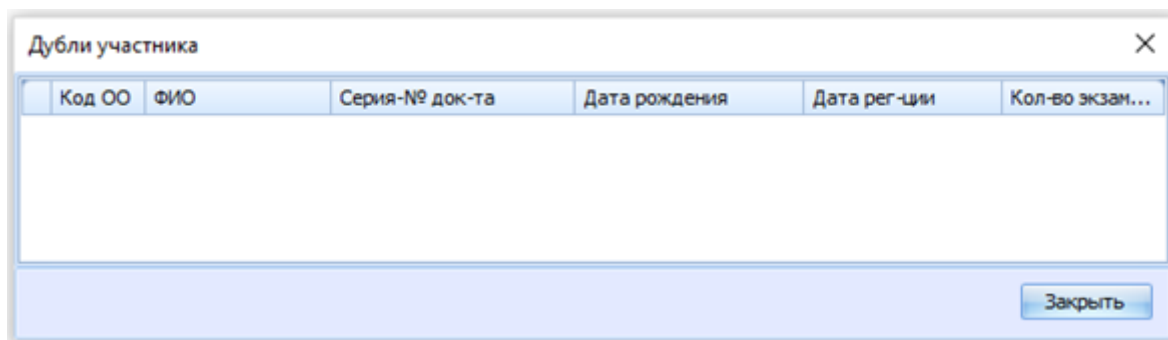 Дубли участника
Код ОО ФИО Серия-№ док-та Дата рождения Дата рег-ции Кол-во экзам...
Закрыть